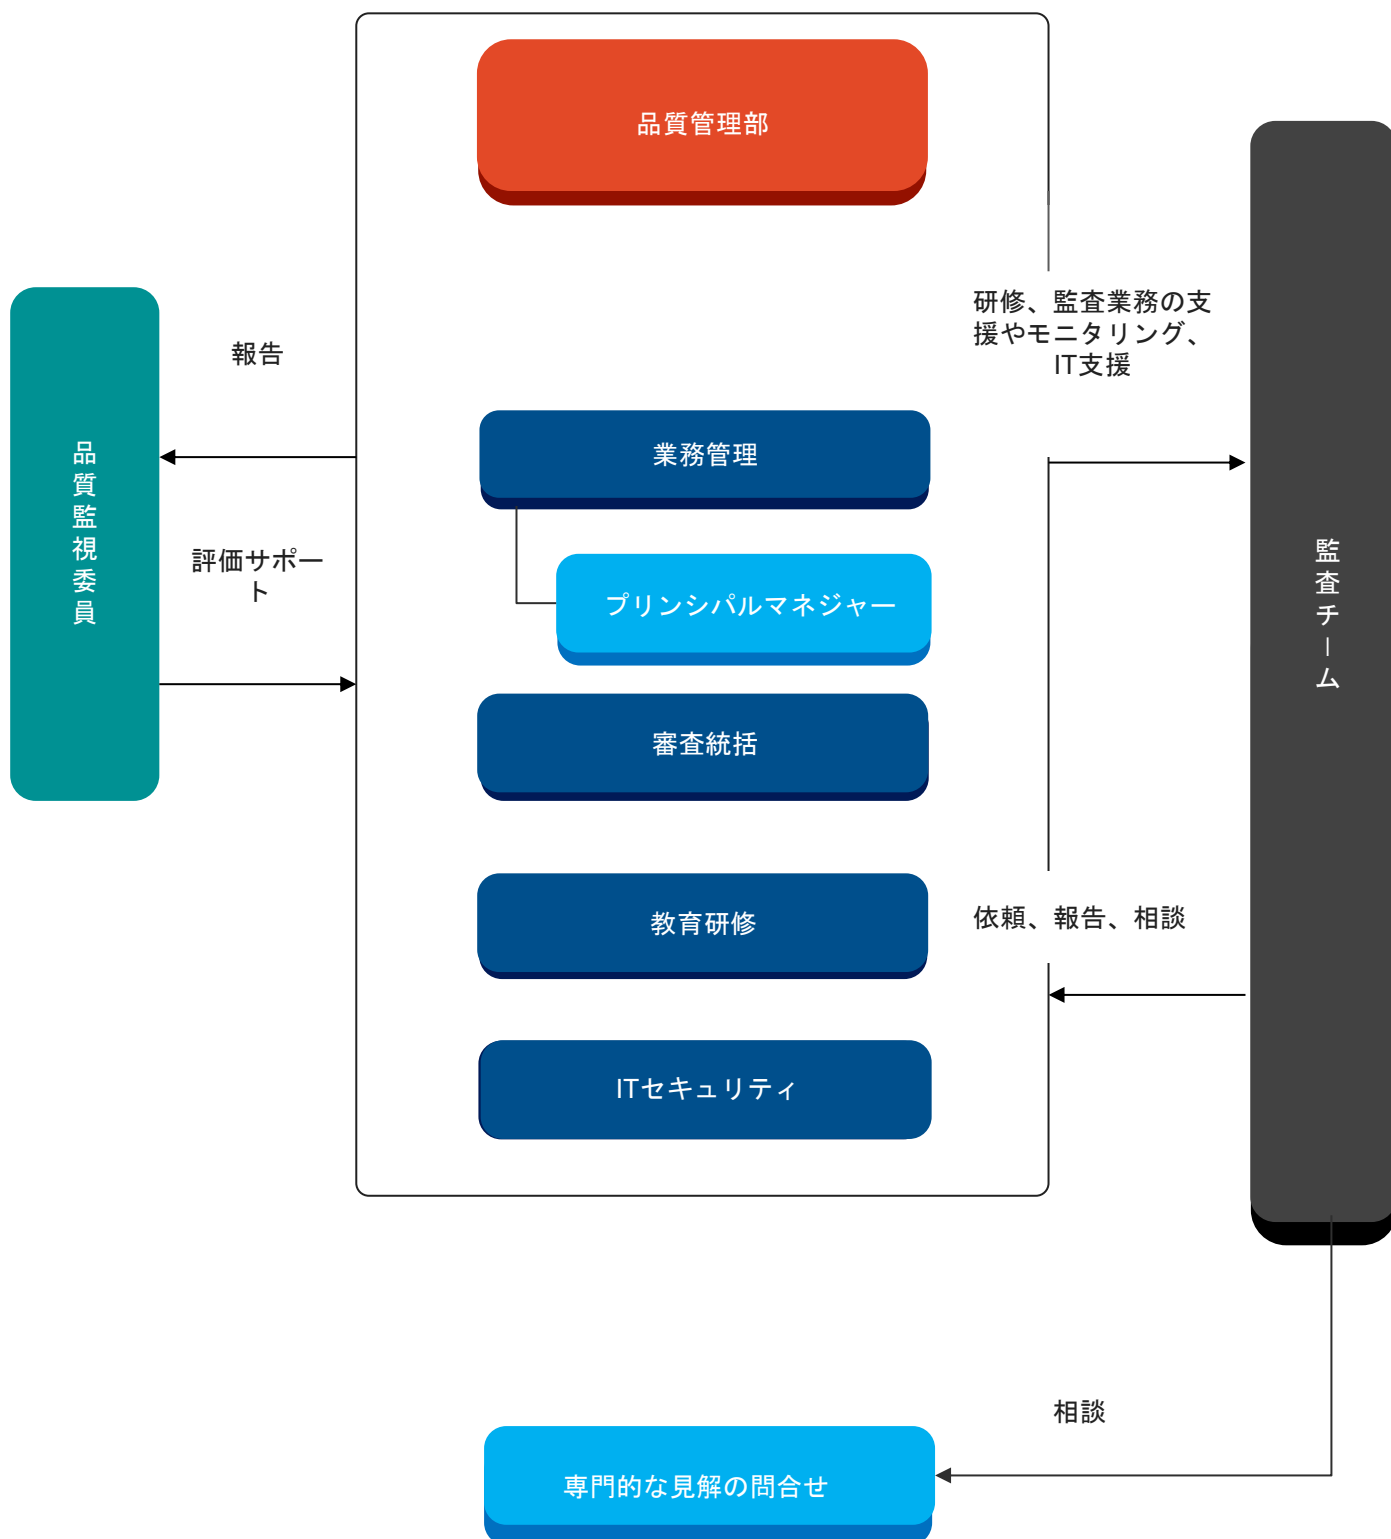 品質管理部
研修、監査業務の支
援やモニタリング、
IT支援
報告
業務管理
品質監視委員
評価サポー
ト
プリンシパルマネジャー
監査チーム
審査統括
教育研修
依頼、報告、相談
ITセキュリティ
相談
専門的な見解の問合せ